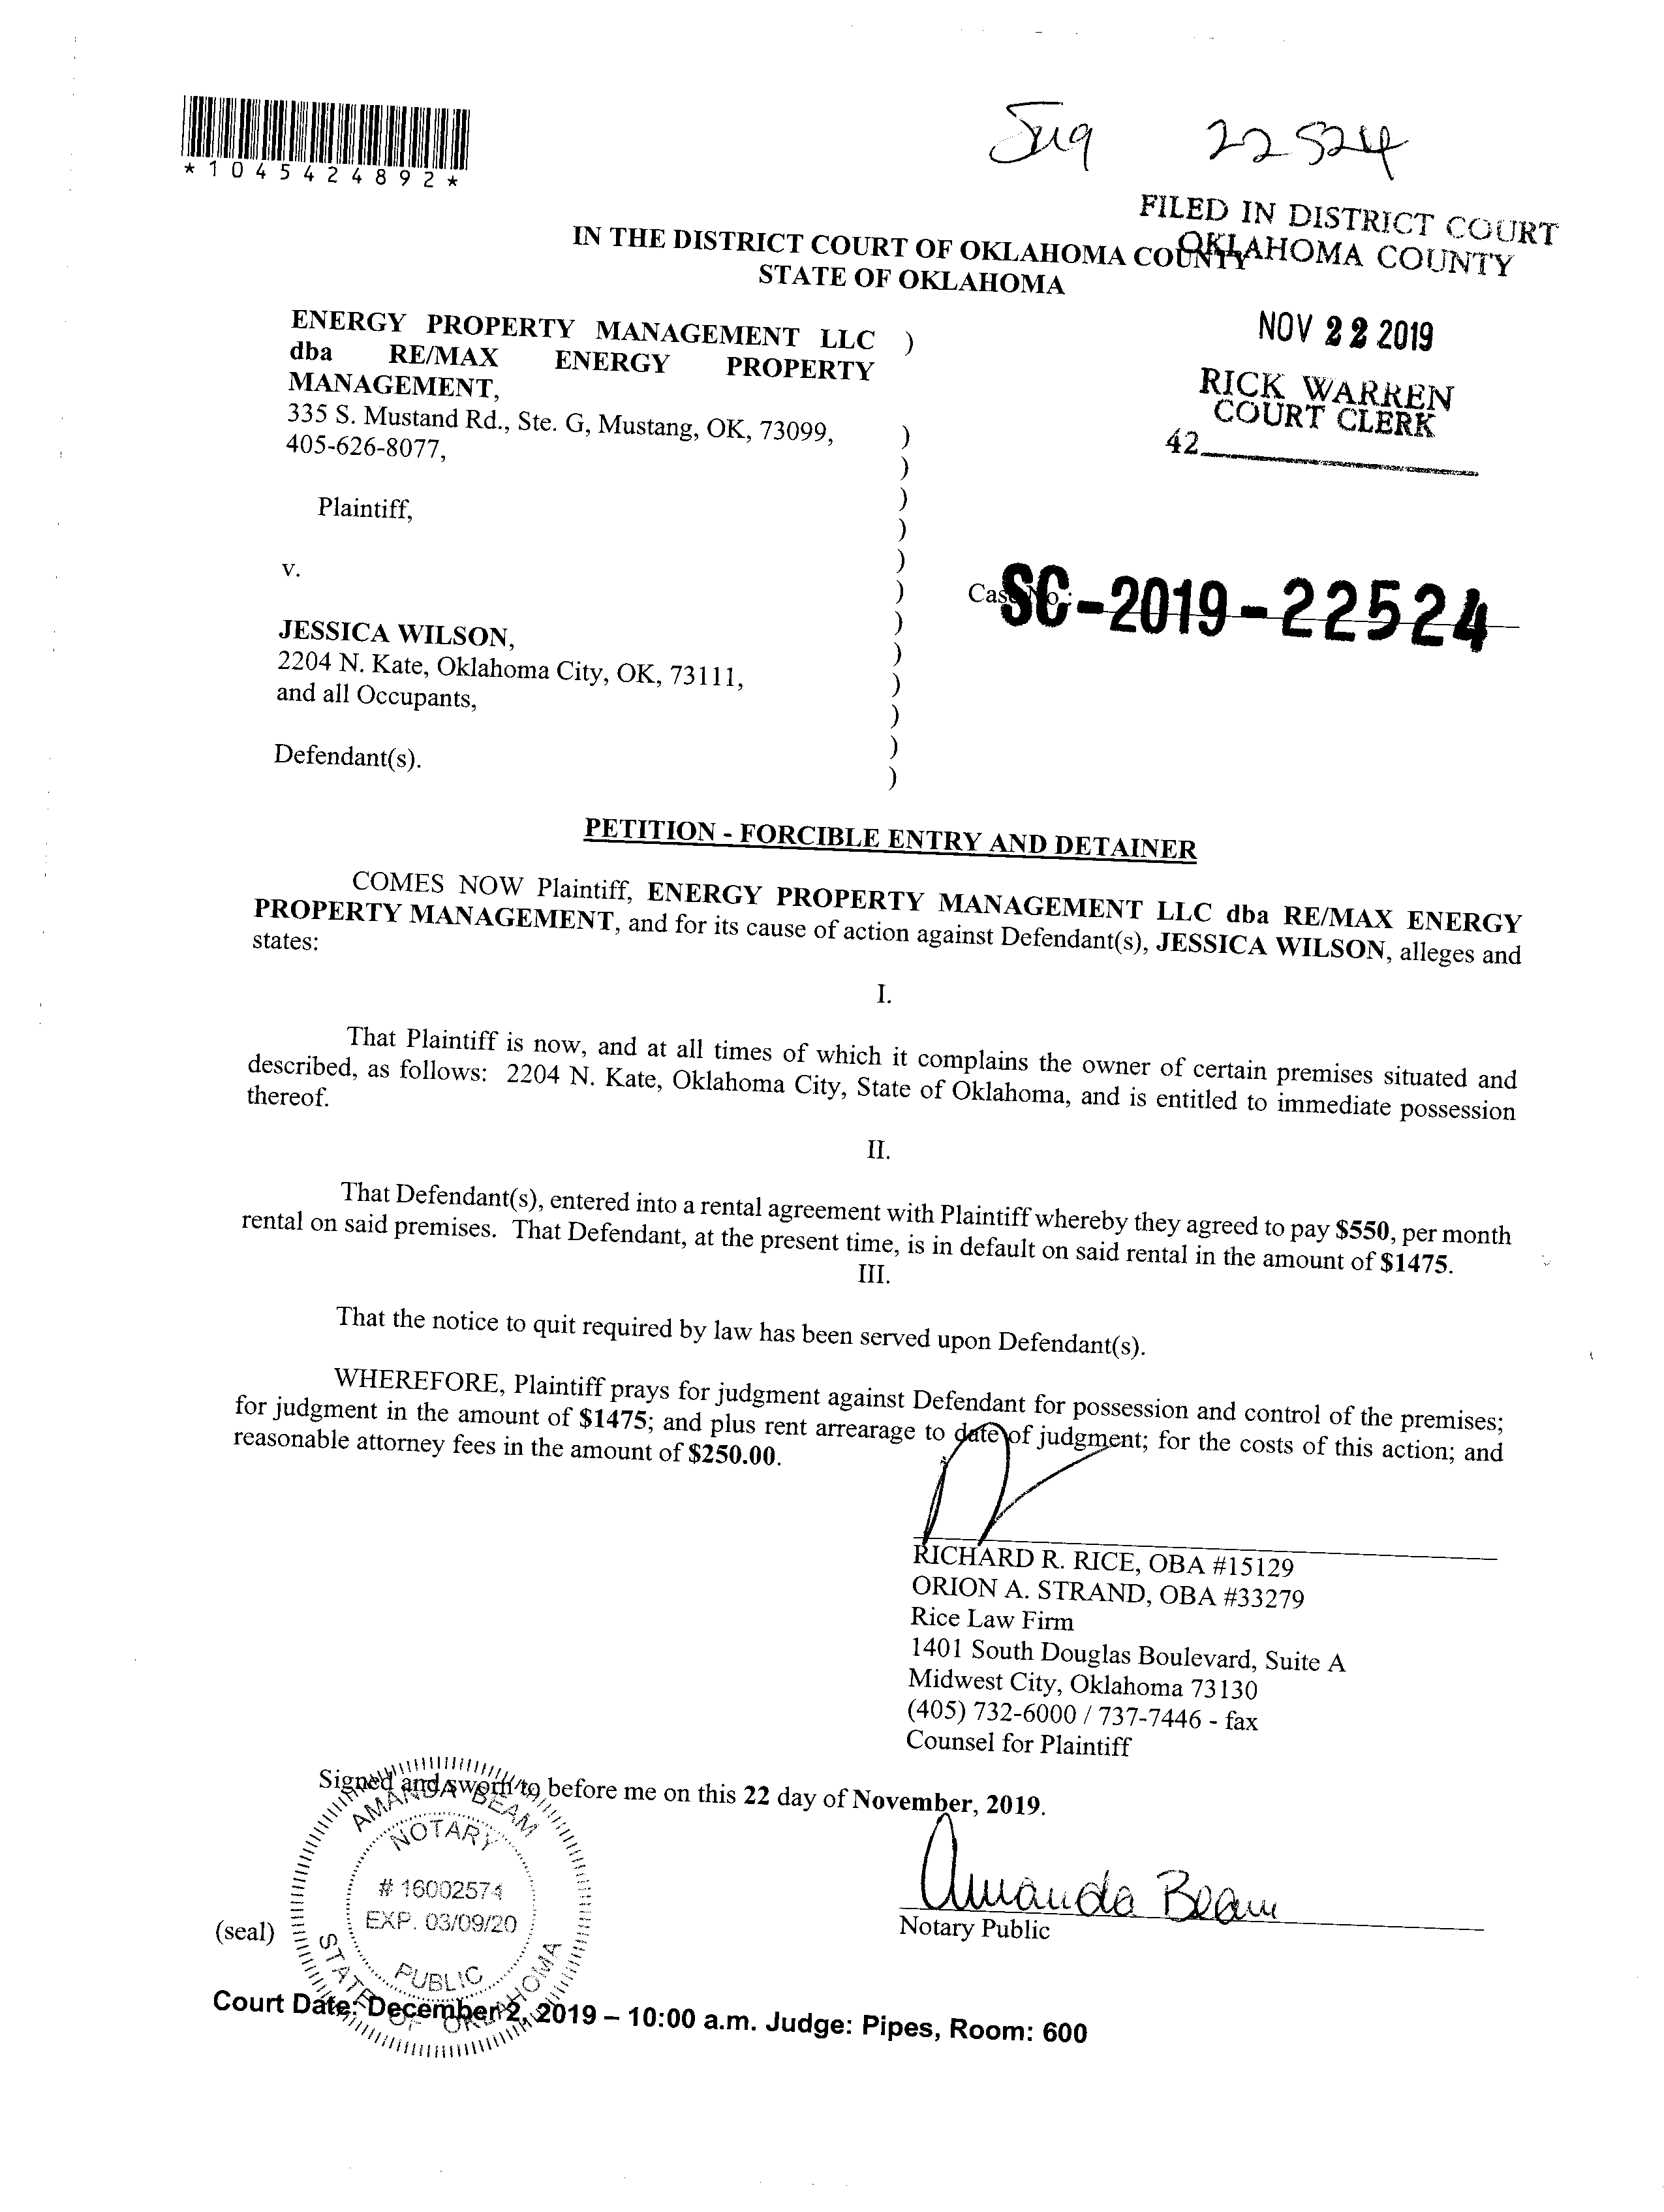 *1045424892*
22524
FILED IN DISTRICT COURT
OKLAHOMA COUNTY
IN THE DISTRICT COURT OF OKLAHOMA COUNTY
STATE OF OKLAHOMA
NOV 22 2019
RICK WARREN
COURT CLERK
42
ENERGY PROPERTY MANAGEMENT LLC )
dba RE/MAX ENERGY PROPERTY
MANAGEMENT,
335 S. Mustand Rd., Ste. G, Mustang, OK, 73099, )
405-626-8077, )
)
Plaintiff, )
)
v. )
Case No.: SC-2019-22524
)
JESSICA WILSON, )
2204 N. Kate, Oklahoma City, OK, 73111, )
and all Occupants, )
)
Defendant(s). )
)
PETITION - FORCIBLE ENTRY AND DETAINER
COMES NOW Plaintiff, ENERGY PROPERTY MANAGEMENT LLC dba RE/MAX ENERGY
PROPERTY MANAGEMENT, and for its cause of action against Defendant(s), JESSICA WILSON, alleges and
states:
I.
That Plaintiff is now, and at all times of which it complains the owner of certain premises situated and
described, as follows: 2204 N. Kate, Oklahoma City, State of Oklahoma, and is entitled to immediate possession
thereof.
II.
That Defendant(s), entered into a rental agreement with Plaintiff whereby they agreed to pay $550, per month
rental on said premises. That Defendant, at the present time, is in default on said rental in the amount of $1475.
III.
That the notice to quit required by law has been served upon Defendant(s).
WHEREFORE, Plaintiff prays for judgment against Defendant for possession and control of the premises;
for judgment in the amount of $1475; and plus rent arrearage to date of judgment; for the costs of this action; and
reasonable attorney fees in the amount of $250.00.
RICHARD R. RICE, OBA #15129
ORION A. STRAND, OBA #33279
Rice Law Firm
1401 South Douglas Boulevard, Suite A
Midwest City, Oklahoma 73130
(405) 732-6000 / 737-7446 - fax
Counsel for Plaintiff
Signed and sworn to before me on this 22 day of November, 2019.
AMANDA BEAM
NOTARY
# 16002574
EXP. 03/09/20
PUBLIC
STATE OF OKLAHOMA
Amanda Beam
Notary Public
(seal)
Court Date: December 2, 2019 – 10:00 a.m. Judge: Pipes, Room: 600